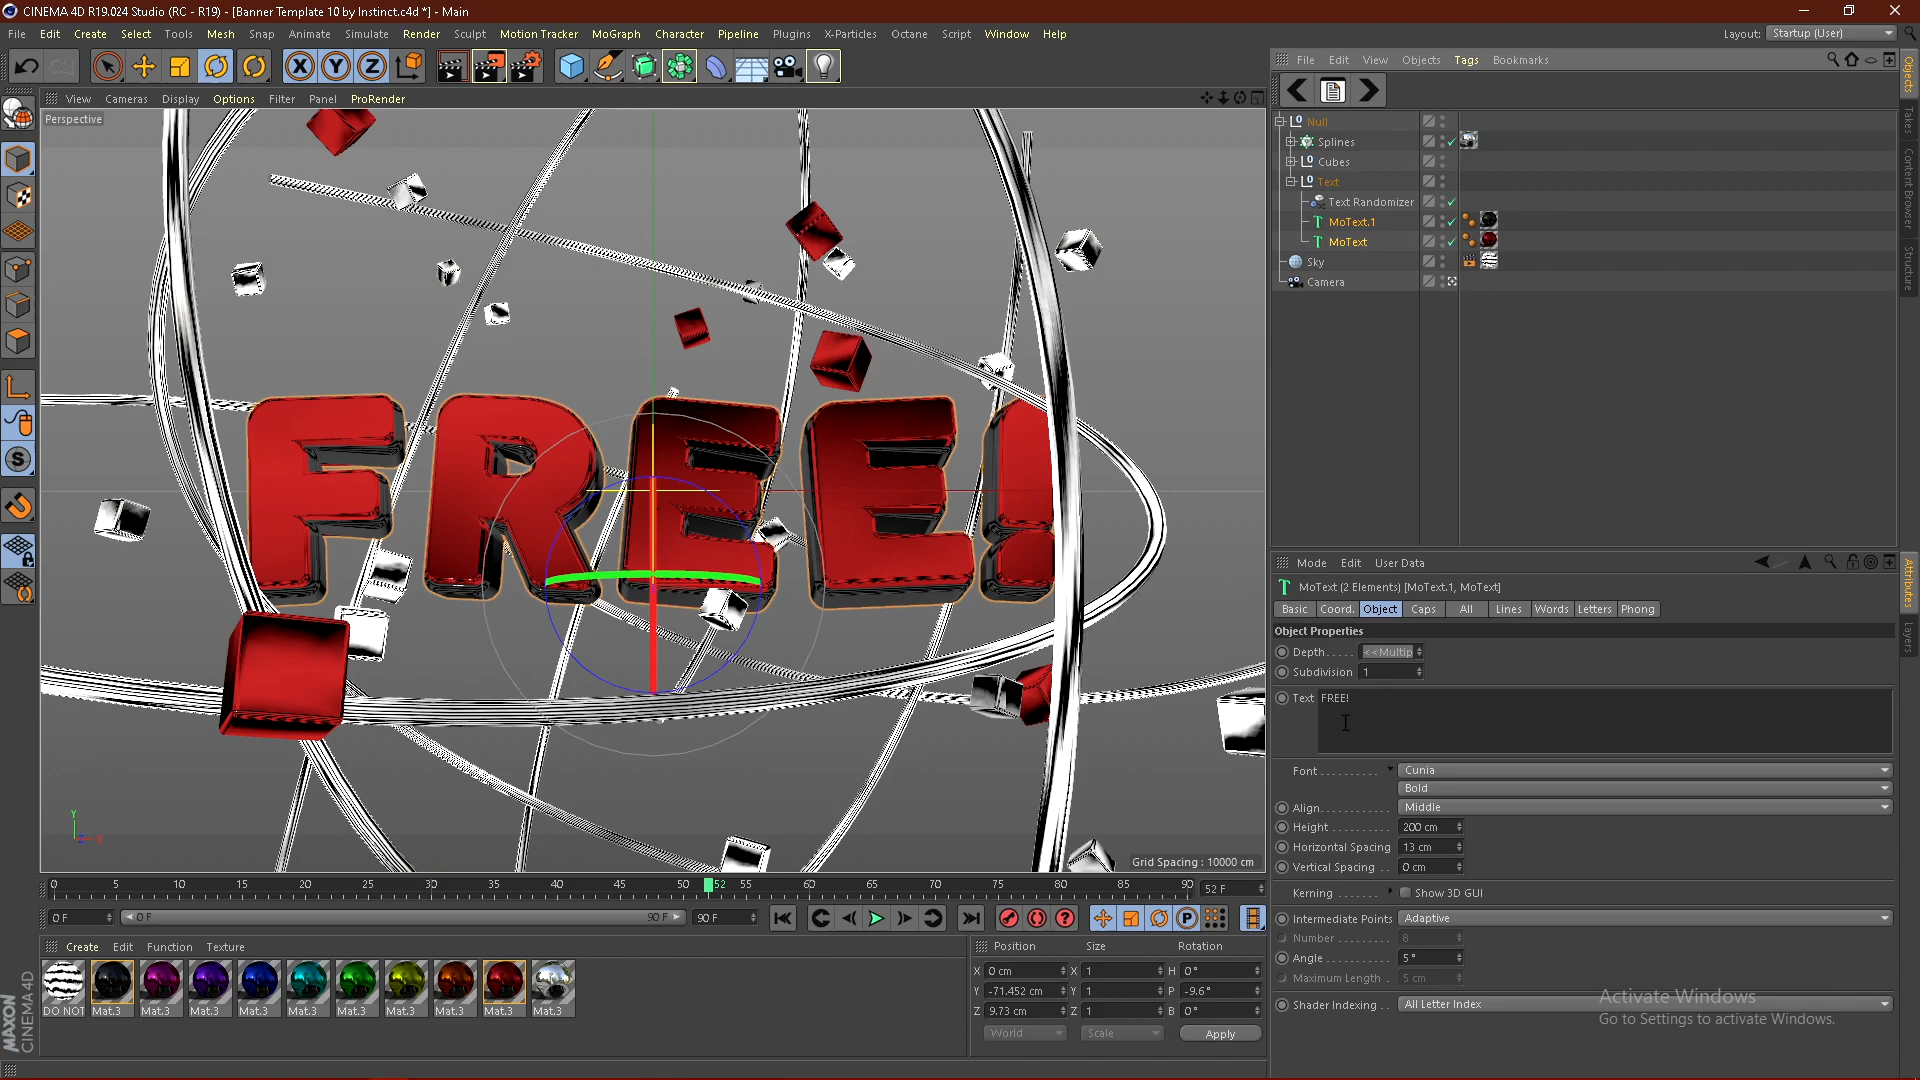 CINEMA 4D R19.024 Studio (RC - R19) - [Banner Template 10 by Instinct.c4d *] - Main
File Edit Create Select Tools Mesh Snap Animate Simulate Render Sculpt Motion Tracker MoGraph Character Pipeline Plugins X-Particles Octane Script Window Help
Layout: Startup (User)
File Edit View Objects Tags Bookmarks
View Cameras Display Options Filter Panel ProRender
Perspective
Null
Splines
Cubes
Text
Text Randomizer
MoText.1
MoText
Sky
Camera
Objects
Takes
Content Browser
Structure
FREE!
Grid Spacing : 10000 cm
Mode Edit User Data
MoText (2 Elements) [MoText.1, MoText]
Basic Coord. Object Caps All Lines Words Letters Phong
Object Properties
Depth..... <<Multip
Subdivision 1
Text FREE!
Font.......... Cunia
Bold
Align............ Middle
Height.......... 200 cm
Horizontal Spacing 13 cm
Vertical Spacing .. 0 cm
Kerning ....... Show 3D GUI
Intermediate Points Adaptive
Number .......... 8
Angle............ 5°
Maximum Length . 5 cm
Shader Indexing .. All Letter Index
Attributes
Layers
Activate Windows
Go to Settings to activate Windows.
0 5 10 15 20 25 30 35 40 45 50 52 55 60 65 70 75 80 85 90 52 F
0 F 0 F 90 F 90 F
Create Edit Function Texture
DO NOT Mat.3 Mat.3 Mat.3 Mat.3 Mat.3 Mat.3 Mat.3 Mat.3 Mat.3 Mat.3
Position Size Rotation
X 0 cm X 1 H 0°
Y -71.452 cm Y 1 P -9.6°
Z 9.73 cm Z 1 B 0°
World Scale Apply
MAXON
CINEMA 4D